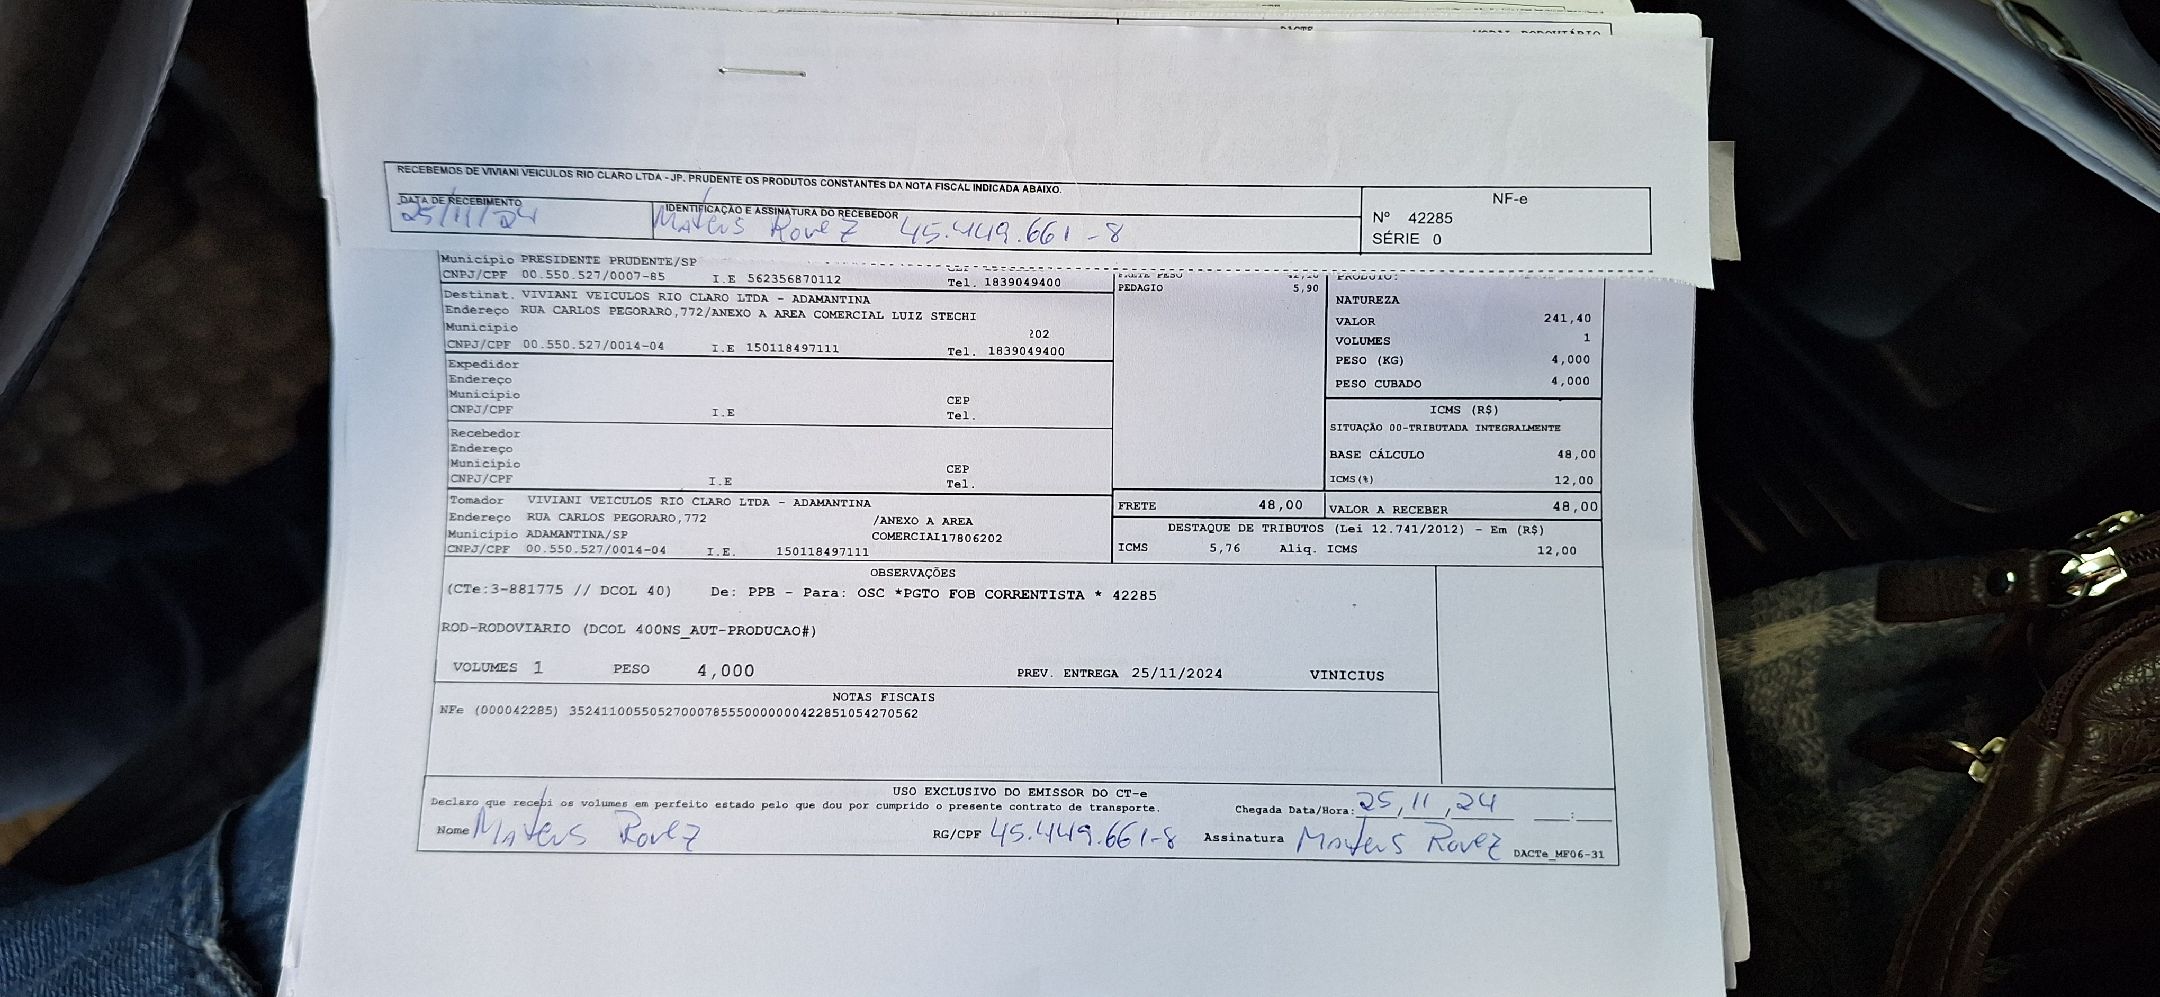 RECEBEMOS DE VIVIANI VEICULOS RIO CLARO LTDA - JP. PRUDENTE OS PRODUTOS CONSTANTES DA NOTA FISCAL INDICADA ABAIXO.
DATA DE RECEBIMENTO
25/11/24
IDENTIFICAÇÃO E ASSINATURA DO RECEBEDOR
Mateus Rovez 45.449.661-8
NF-e
Nº 42285
SÉRIE 0
Município PRESIDENTE PRUDENTE/SP
CNPJ/CPF 00.550.527/0007-85 I.E 562356870112 Tel. 1839049400
Destinat. VIVIANI VEICULOS RIO CLARO LTDA - ADAMANTINA
Endereço RUA CARLOS PEGORARO,772/ANEXO A AREA COMERCIAL LUIZ STECHI
Município 202
CNPJ/CPF 00.550.527/0014-04 I.E 150118497111 Tel. 1839049400
Expedidor
Endereço
Município CEP
CNPJ/CPF I.E Tel.
Recebedor
Endereço
Município CEP
CNPJ/CPF I.E Tel.
Tomador VIVIANI VEICULOS RIO CLARO LTDA - ADAMANTINA
Endereço RUA CARLOS PEGORARO,772 /ANEXO A AREA
Município ADAMANTINA/SP COMERCIAL17806202
CNPJ/CPF 00.550.527/0014-04 I.E. 150118497111
PEDAGIO 5,90
FRETE 48,00
PRODUTO:
NATUREZA
VALOR 241,40
VOLUMES 1
PESO (KG) 4,000
PESO CUBADO 4,000
ICMS (R$)
SITUAÇÃO 00-TRIBUTADA INTEGRALMENTE
BASE CÁLCULO 48,00
ICMS(%) 12,00
VALOR A RECEBER 48,00
DESTAQUE DE TRIBUTOS (Lei 12.741/2012) - Em (R$)
ICMS 5,76 Aliq. ICMS 12,00
OBSERVAÇÕES
(CTe:3-881775 // DCOL 40) De: PPB - Para: OSC *PGTO FOB CORRENTISTA * 42285
ROD-RODOVIARIO (DCOL 400NS_AUT-PRODUCAO#)
VOLUMES 1 PESO 4,000 PREV. ENTREGA 25/11/2024 VINICIUS
NOTAS FISCAIS
NFe (000042285) 35241100550527000785550000000422851054270562
USO EXCLUSIVO DO EMISSOR DO CT-e
Declaro que recebi os volumes em perfeito estado pelo que dou por cumprido o presente contrato de transporte. Chegada Data/Hora: 25/11/24 __:__
Nome Mateus Rovez RG/CPF 45.449.661-8 Assinatura Mateus Rovez DACTe_MF06-31